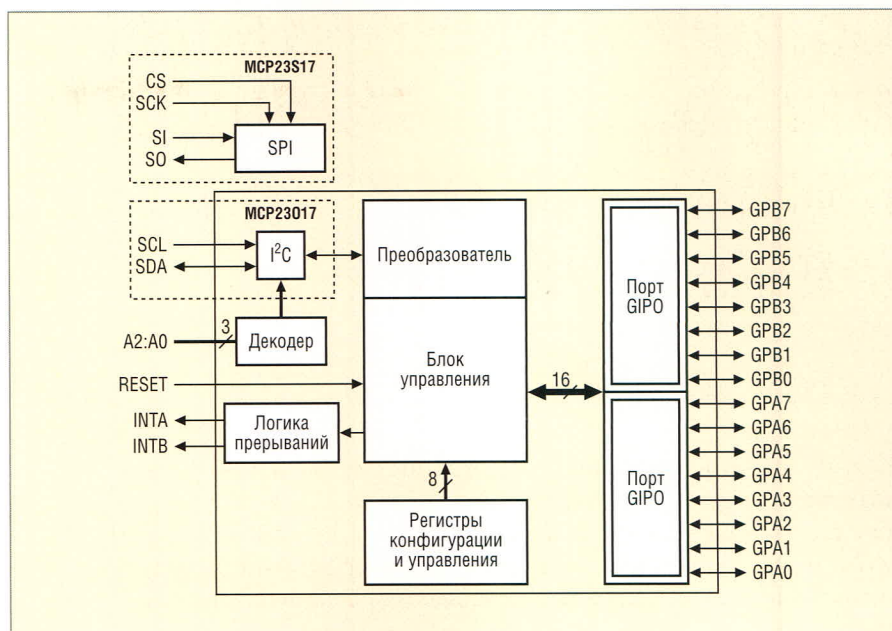 MCP23S17
CS
SCK
SI
SO
SPI
MCP23017
SCL
SDA
I²C
Преобразователь
3
A2:A0
Декодер
Блок
управления
RESET
INTA
INTB
Логика
прерываний
16
8
Регистры
конфигурации
и управления
Порт
GIPO
Порт
GIPO
GPB7
GPB6
GPB5
GPB4
GPB3
GPB2
GPB1
GPB0
GPA7
GPA6
GPA5
GPA4
GPA3
GPA2
GPA1
GPA0